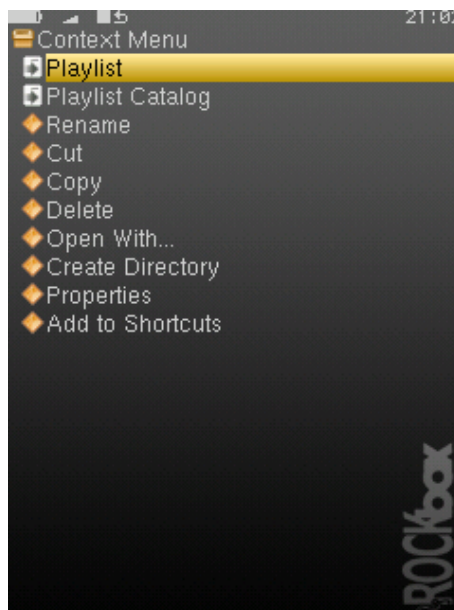 21:02
Context Menu
Playlist
Playlist Catalog
Rename
Cut
Copy
Delete
Open With...
Create Directory
Properties
Add to Shortcuts
ROCKbox